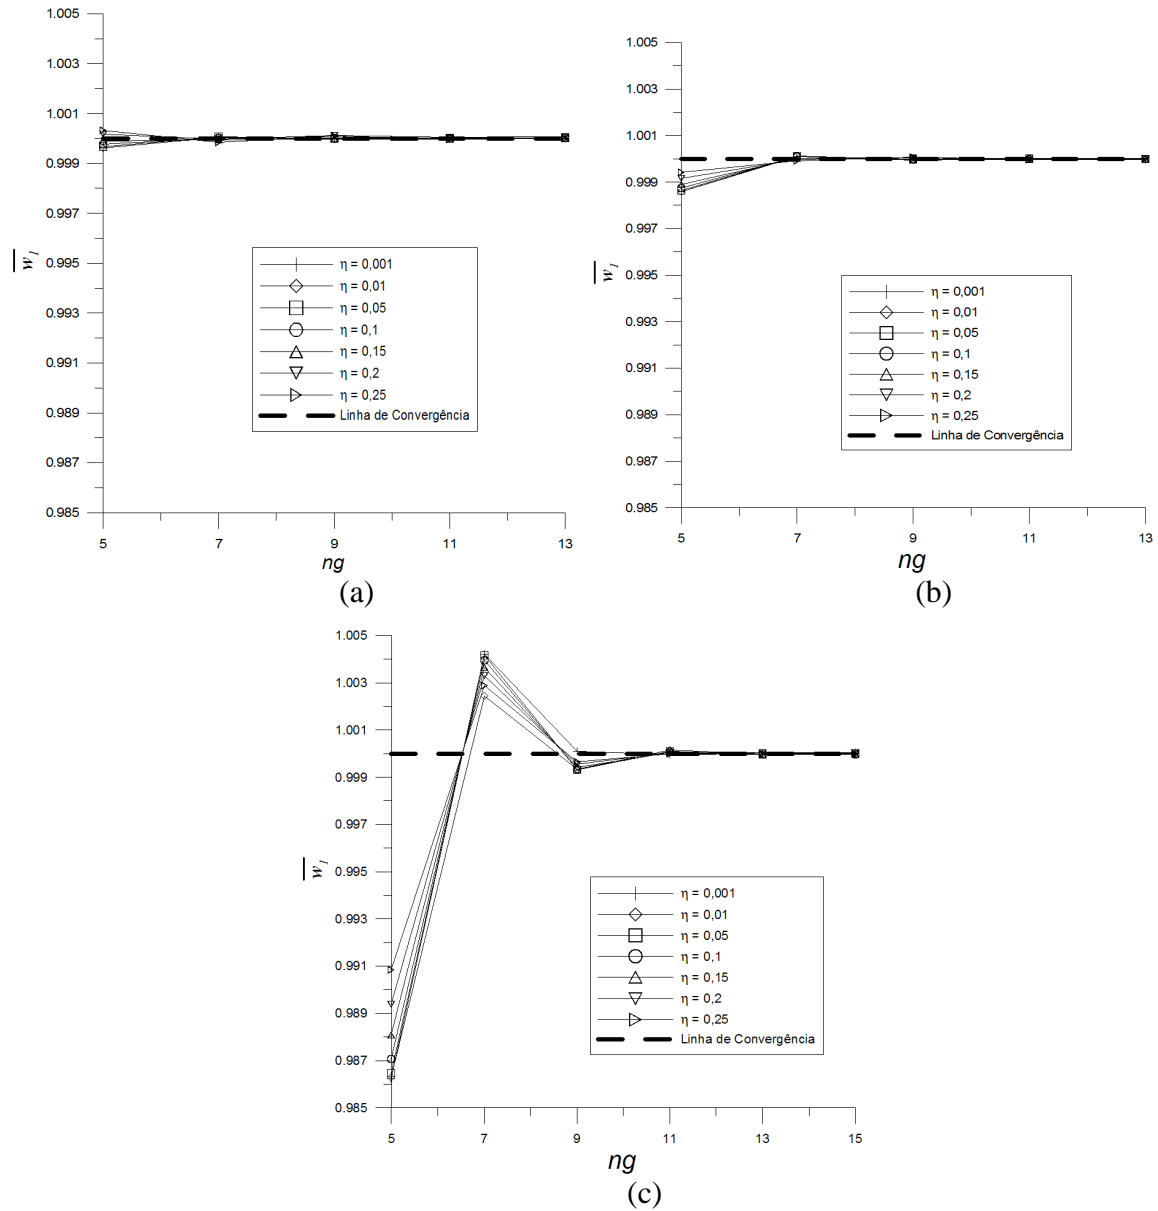 1.005
1.003
1.001
0.999
0.997
0.995
0.993
0.991
0.989
0.987
0.985
w1
η = 0,001
η = 0,01
η = 0,05
η = 0,1
η = 0,15
η = 0,2
η = 0,25
Linha de Convergência
5 7 9 11 13
ng
(a)
1.005
1.003
1.001
0.999
0.997
0.995
0.993
0.991
0.989
0.987
0.985
w1
η = 0,001
η = 0,01
η = 0,05
η = 0,1
η = 0,15
η = 0,2
η = 0,25
Linha de Convergência
5 7 9 11 13
ng
(b)
1.005
1.003
1.001
0.999
0.997
0.995
0.993
0.991
0.989
0.987
0.985
w1
η = 0,001
η = 0,01
η = 0,05
η = 0,1
η = 0,15
η = 0,2
η = 0,25
Linha de Convergência
5 7 9 11 13 15
ng
(c)